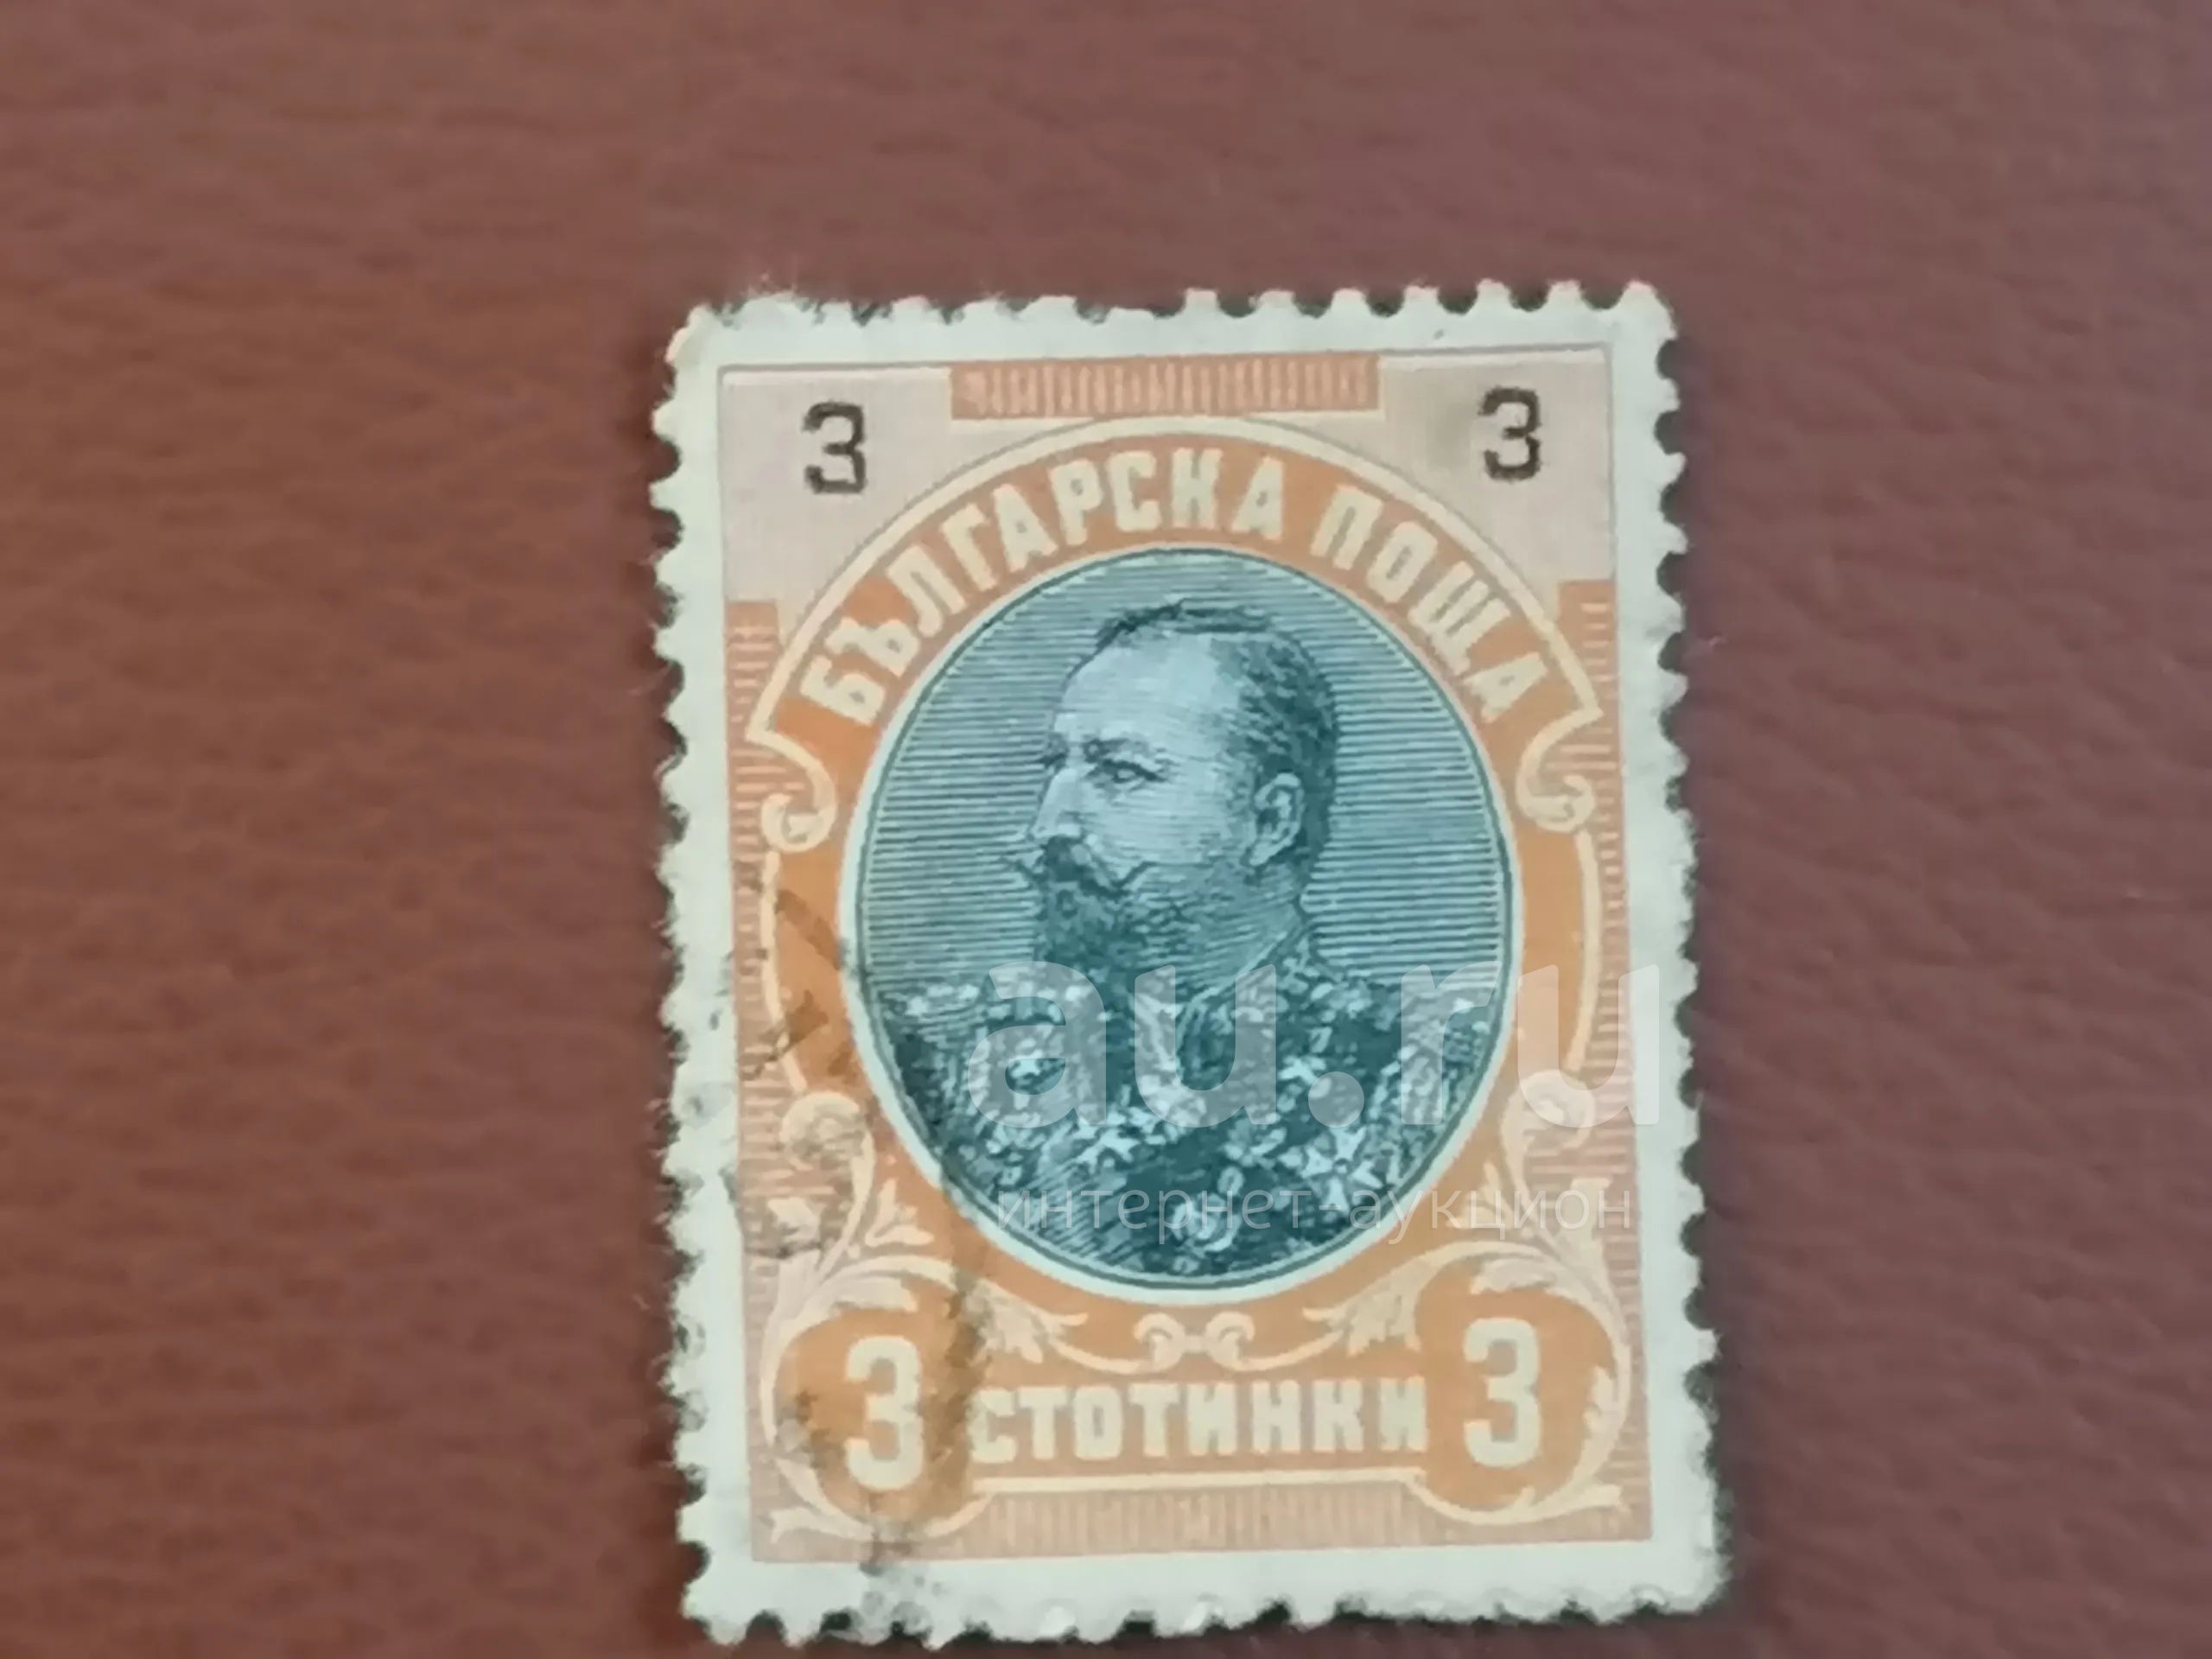 3 3
БЪЛГАРСКА ПОЩА
au.ru
интернет-аукцион
3 СТОТИНКИ 3